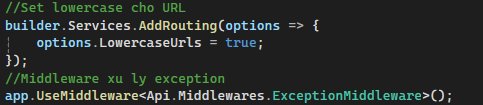 //Set lowercase cho URL
builder.Services.AddRouting(options => {
    options.LowercaseUrls = true;
});
//Middleware xu ly exception
app.UseMiddleware<Api.Middlewares.ExceptionMiddleware>();